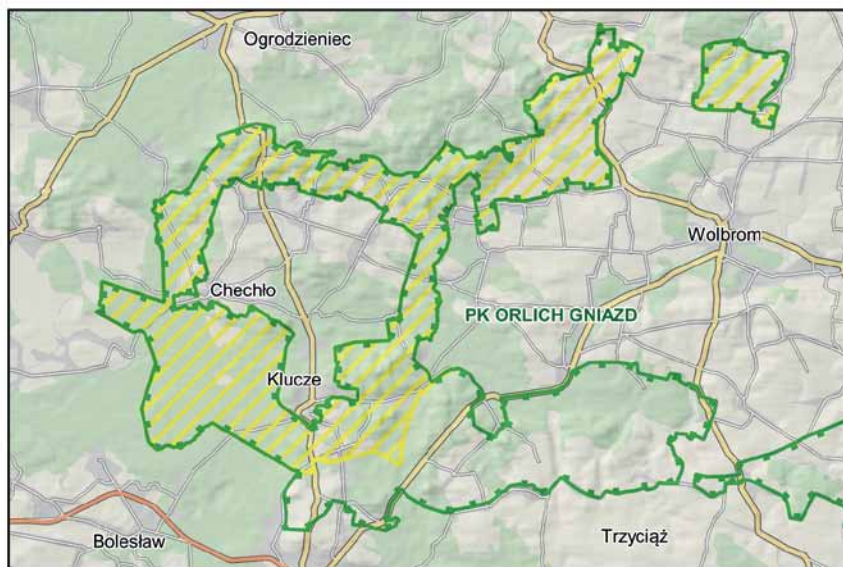 Ogrodzieniec
Wolbrom
Chechło
PK ORLICH GNIAZD
Klucze
Bolesław
Trzyciąż